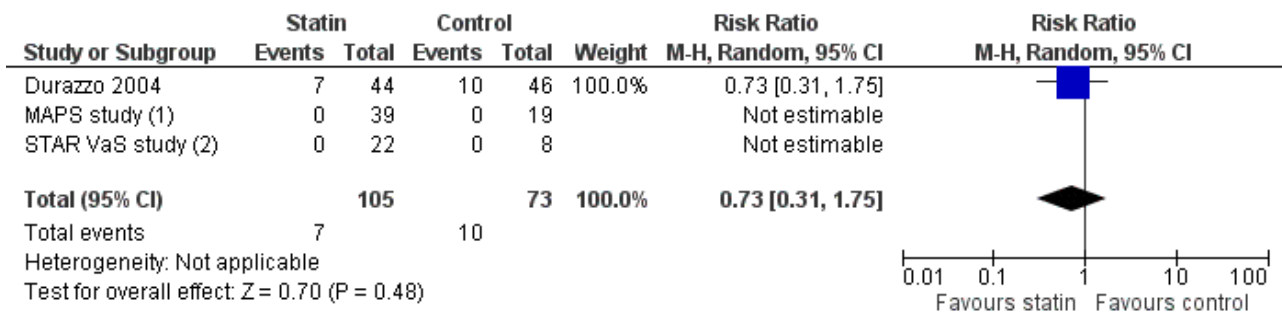 Statin Control Risk Ratio Risk Ratio
Study or Subgroup Events Total Events Total Weight M-H, Random, 95% CI M-H, Random, 95% CI
Durazzo 2004 7 44 10 46 100.0% 0.73 [0.31, 1.75]
MAPS study (1) 0 39 0 19 Not estimable
STAR VaS study (2) 0 22 0 8 Not estimable
Total (95% CI) 105 73 100.0% 0.73 [0.31, 1.75]
Total events 7 10
Heterogeneity: Not applicable
Test for overall effect: Z = 0.70 (P = 0.48)
0.01 0.1 1 10 100
Favours statin Favours control